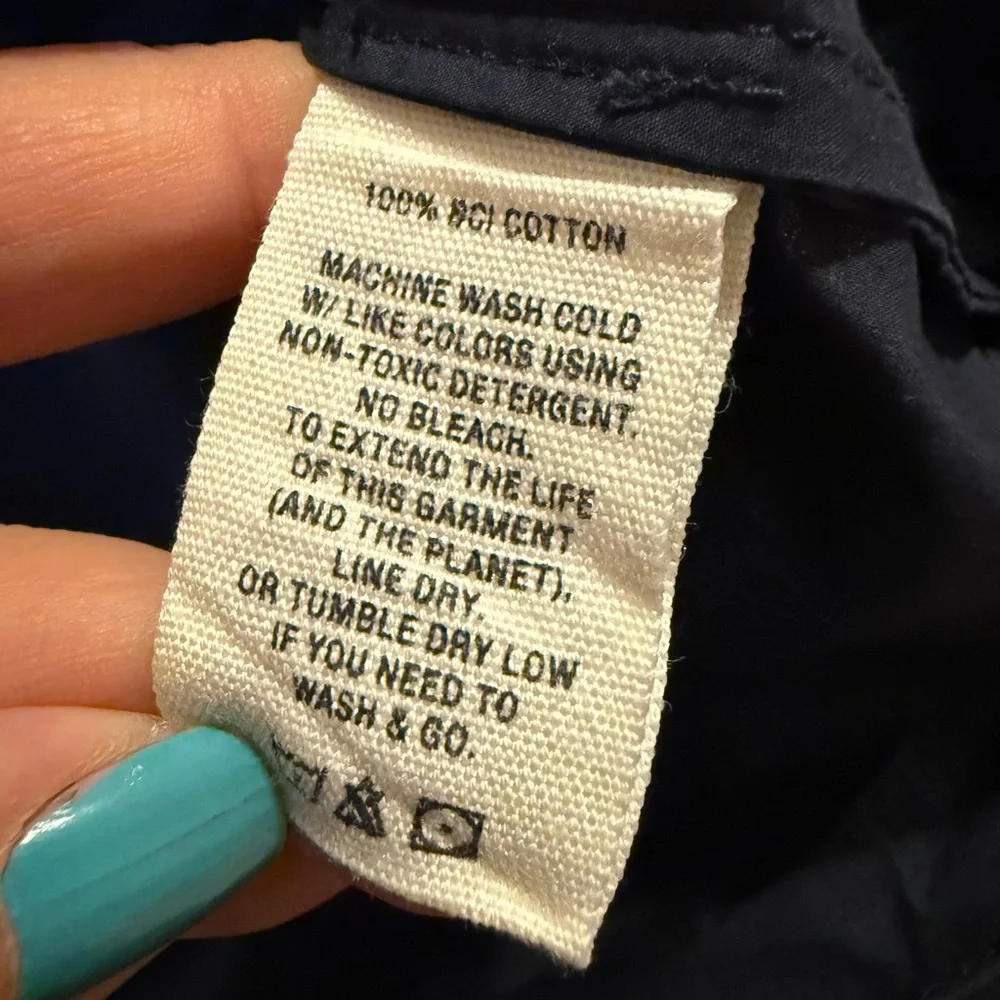 100% BCI COTTON
MACHINE WASH COLD
W/ LIKE COLORS USING
NON-TOXIC DETERGENT.
NO BLEACH.
TO EXTEND THE LIFE
OF THIS GARMENT
(AND THE PLANET),
LINE DRY.
OR TUMBLE DRY LOW
IF YOU NEED TO
WASH & GO.